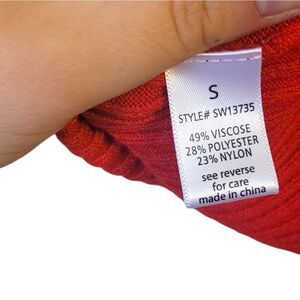 S
STYLE# SW13735
49% VISCOSE
28% POLYESTER
23% NYLON
see reverse
for care
made in china